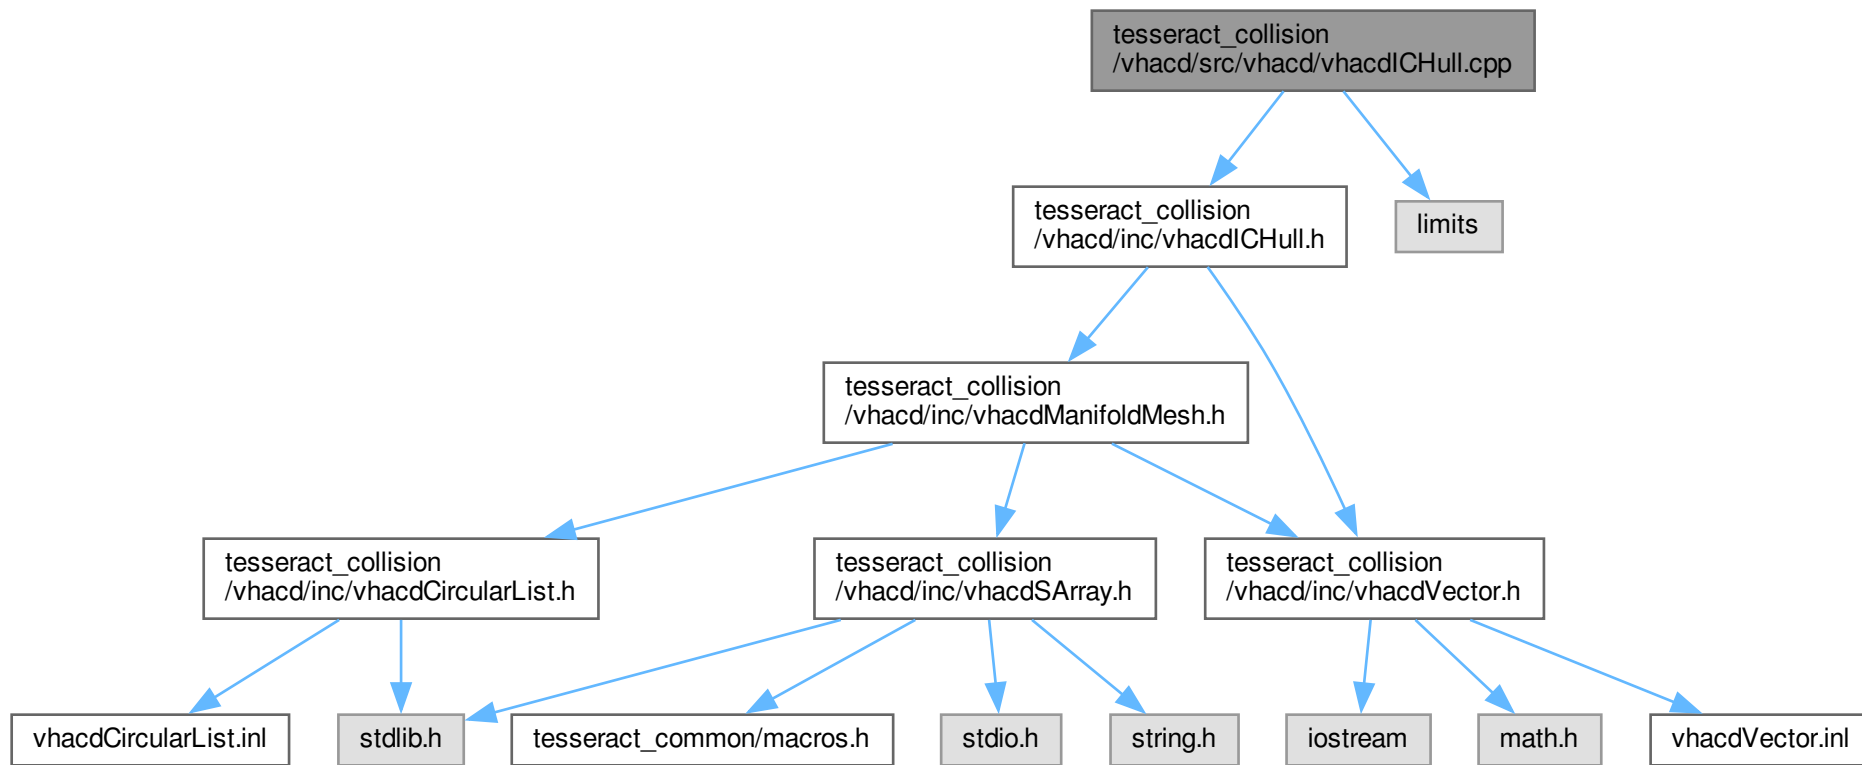 tesseract_collision
/vhacd/src/vhacd/vhacdICHull.cpp
tesseract_collision
/vhacd/inc/vhacdICHull.h
limits
tesseract_collision
/vhacd/inc/vhacdManifoldMesh.h
tesseract_collision
/vhacd/inc/vhacdCircularList.h
tesseract_collision
/vhacd/inc/vhacdSArray.h
tesseract_collision
/vhacd/inc/vhacdVector.h
vhacdCircularList.inl
stdlib.h
tesseract_common/macros.h
stdio.h
string.h
iostream
math.h
vhacdVector.inl